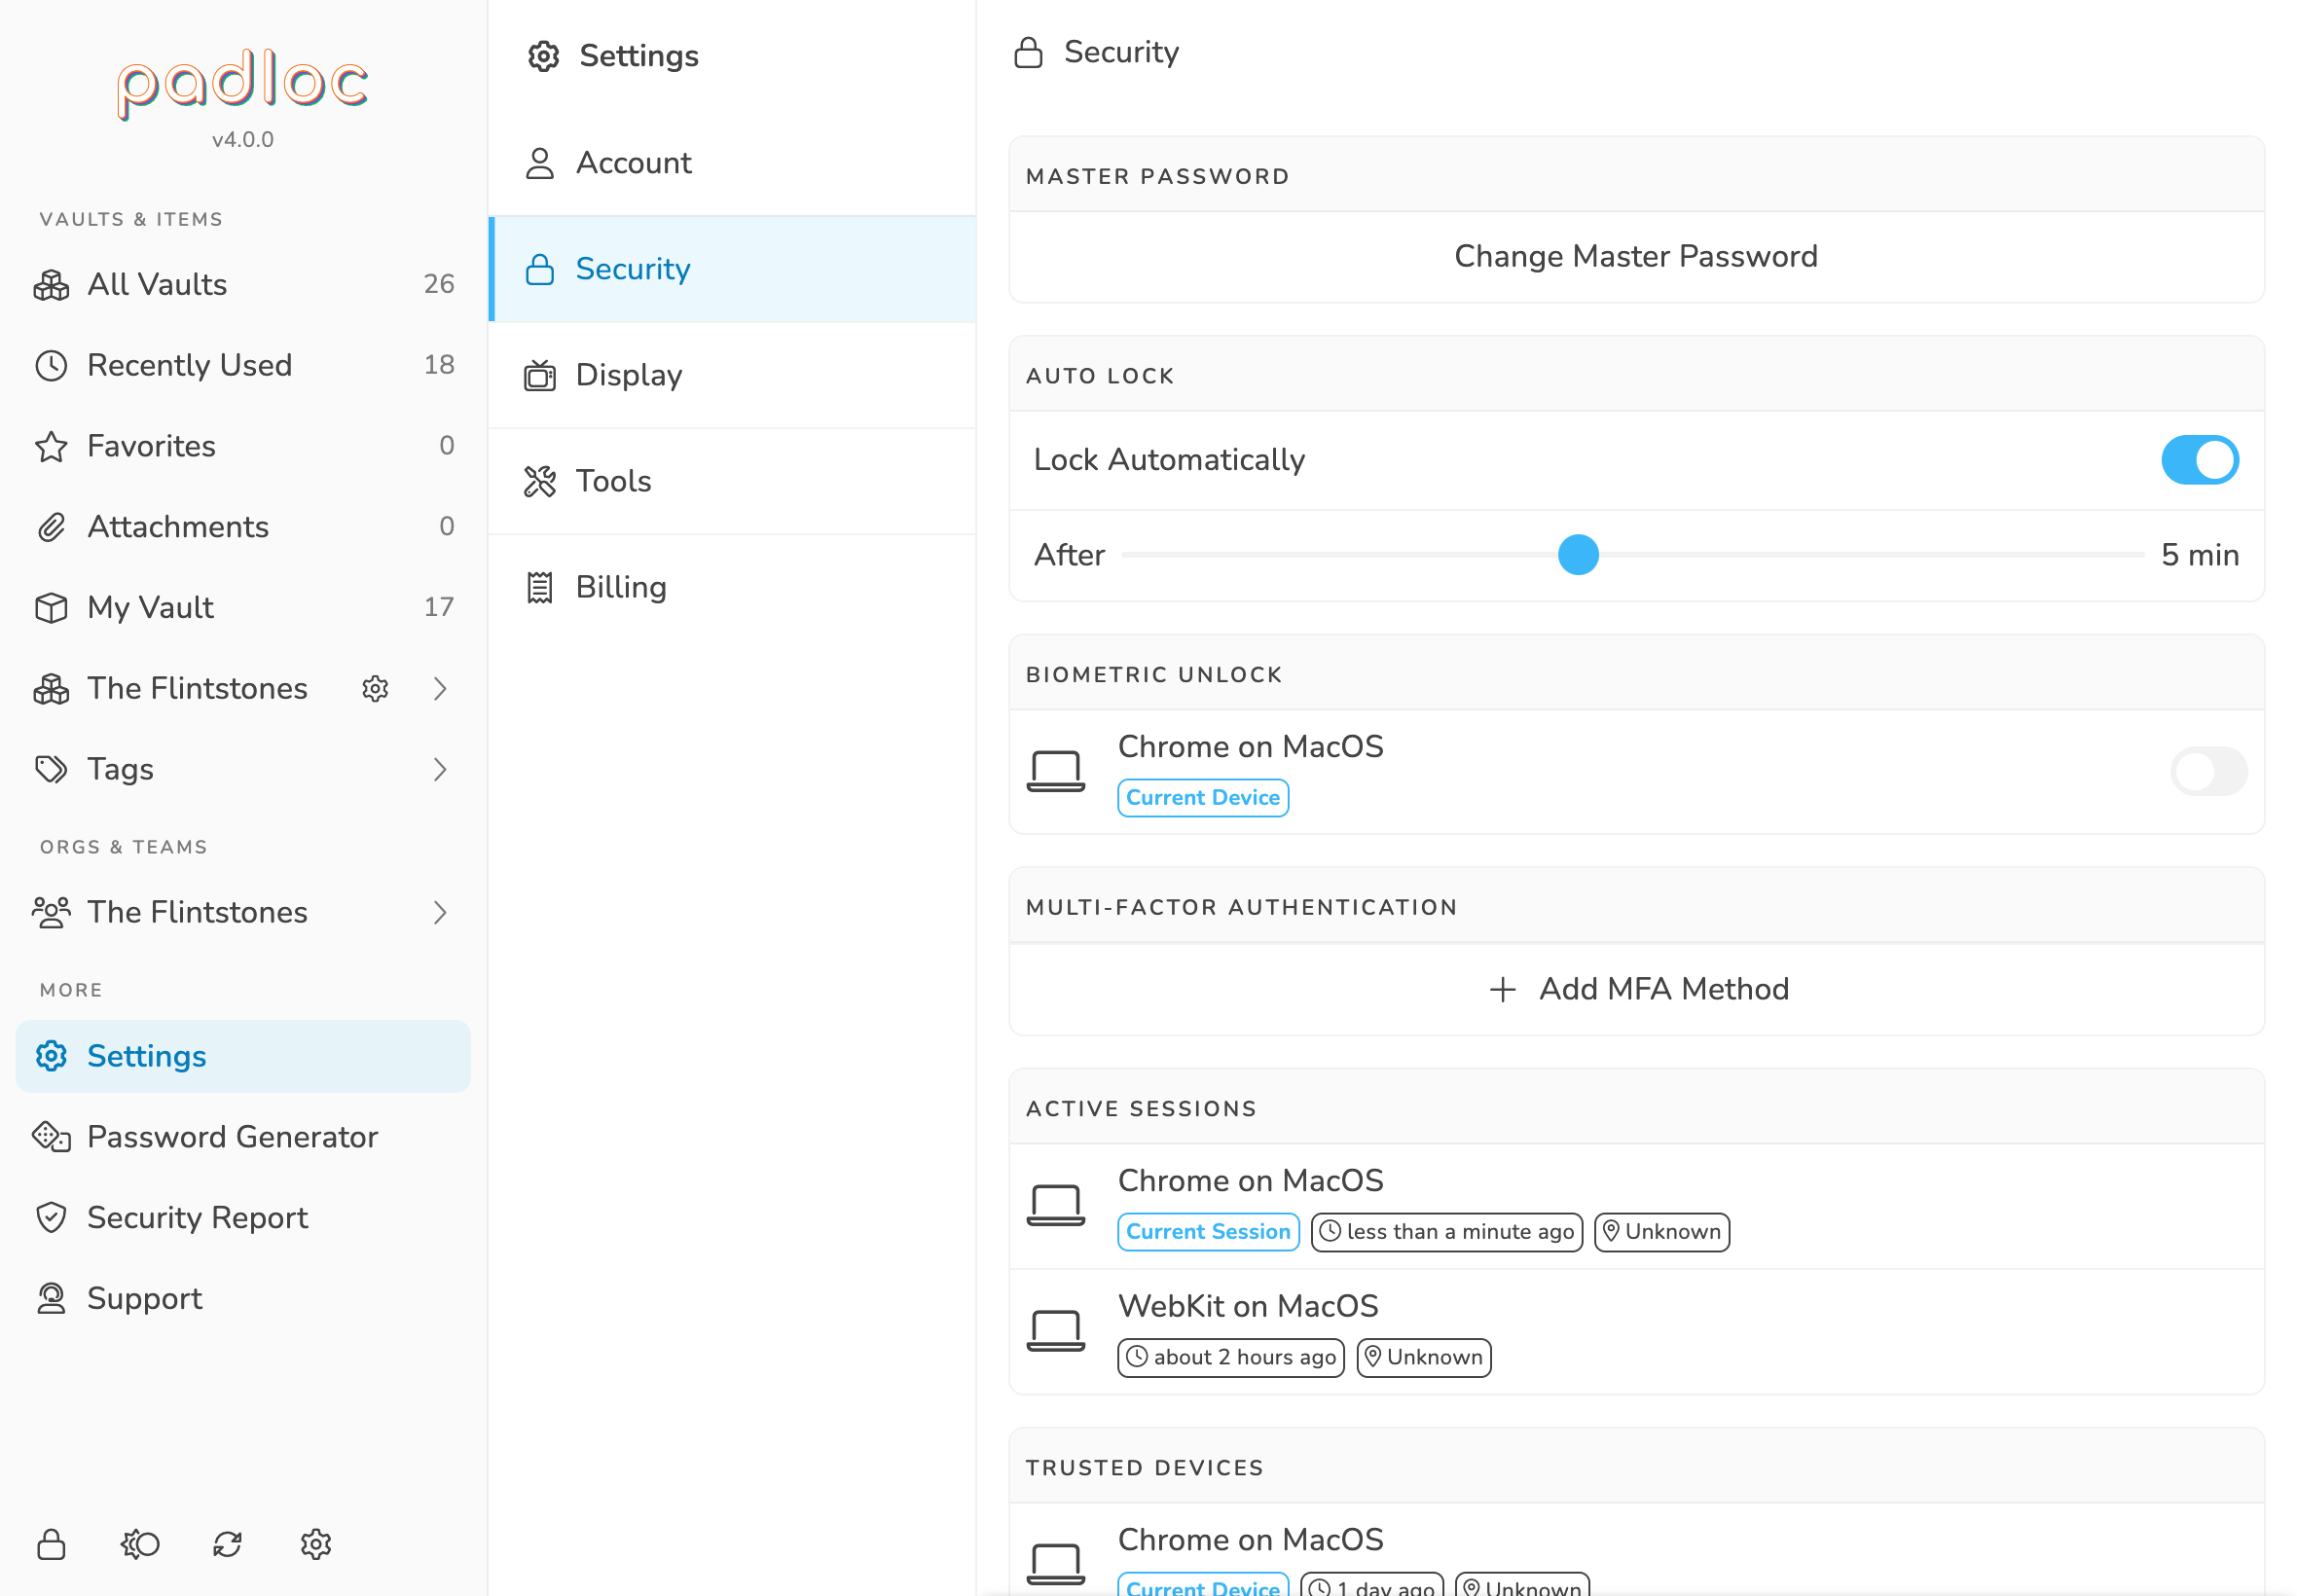 padloc
v4.0.0
VAULTS & ITEMS
All Vaults 26
Recently Used 18
Favorites 0
Attachments 0
My Vault 17
The Flintstones
Tags
ORGS & TEAMS
The Flintstones
MORE
Settings
Password Generator
Security Report
Support
Settings
Account
Security
Display
Tools
Billing
Security
MASTER PASSWORD
Change Master Password
AUTO LOCK
Lock Automatically
After 5 min
BIOMETRIC UNLOCK
Chrome on MacOS
Current Device
MULTI-FACTOR AUTHENTICATION
Add MFA Method
ACTIVE SESSIONS
Chrome on MacOS
Current Session less than a minute ago Unknown
WebKit on MacOS
about 2 hours ago Unknown
TRUSTED DEVICES
Chrome on MacOS
Current Device 1 day ago Unknown